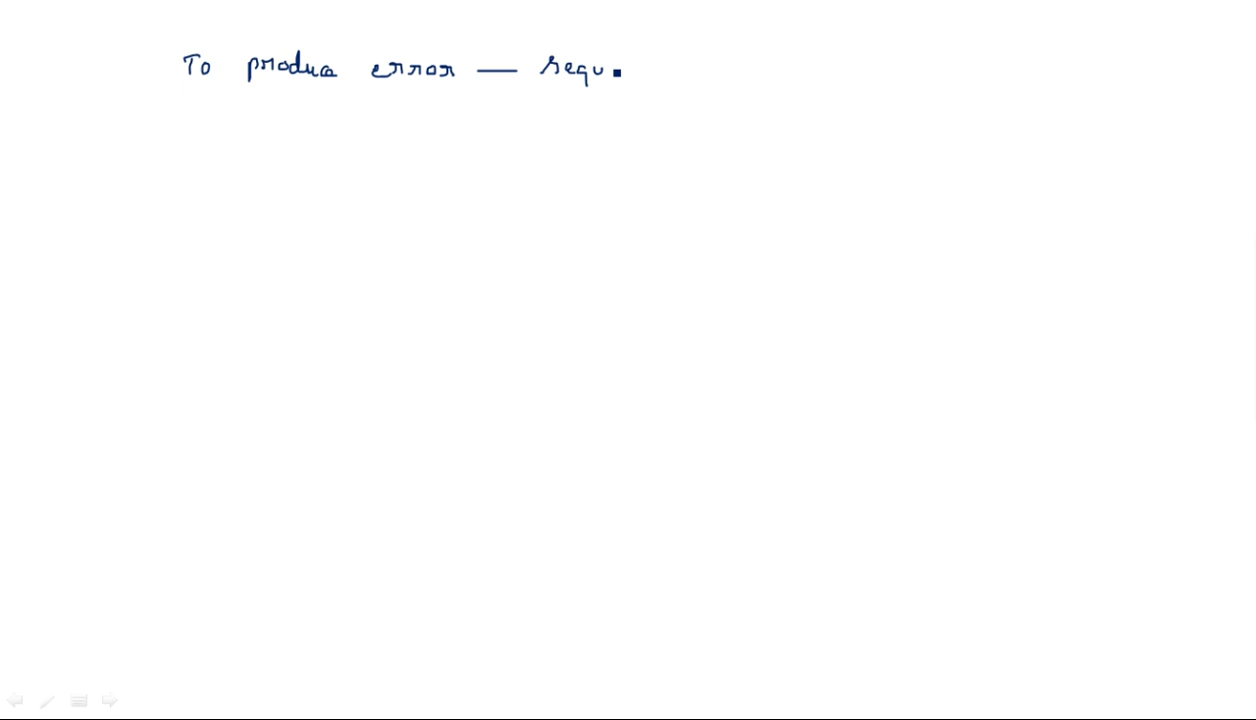 To produce error — requ